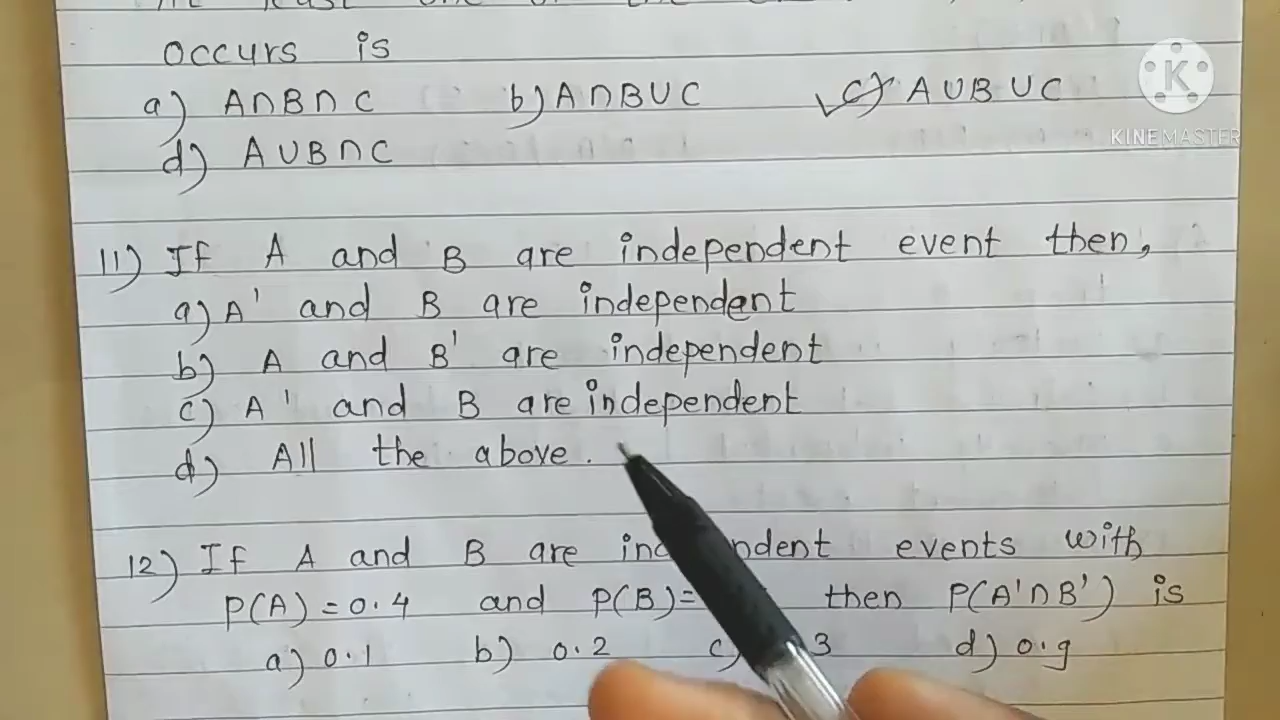 occurs is
a) A∩B∩C b) A∩B∪C c) A∪B∪C
d) A∪B∩C
K
KINEMASTER
11) If A and B are independent event then,
a) A' and B are independent
b) A and B' are independent
c) A' and B are independent
d) All the above.
12) If A and B are events with
P(A) = 0.4 and P(B)= then P(A'∩B') is
a) 0.1 b) 0.2 c) 3 d) 0.9